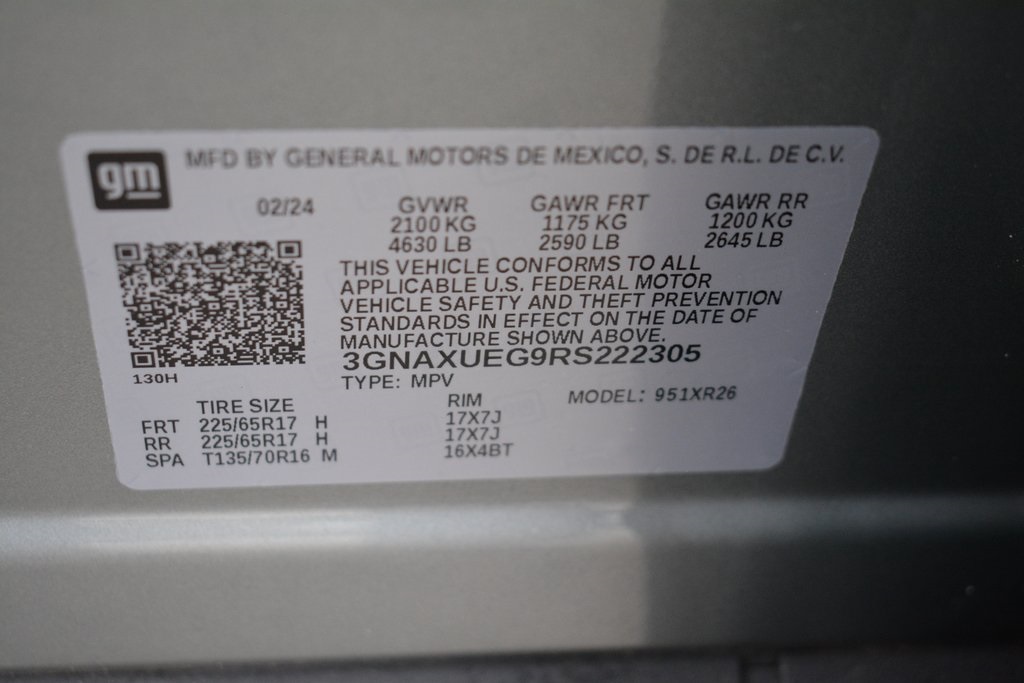 gm MFD BY GENERAL MOTORS DE MEXICO, S. DE R.L. DE C.V.
02/24 GVWR GAWR FRT GAWR RR
2100 KG 1175 KG 1200 KG
4630 LB 2590 LB 2645 LB
THIS VEHICLE CONFORMS TO ALL
APPLICABLE U.S. FEDERAL MOTOR
VEHICLE SAFETY AND THEFT PREVENTION
STANDARDS IN EFFECT ON THE DATE OF
MANUFACTURE SHOWN ABOVE.
3GNAXUEG9RS222305
130H TYPE: MPV
TIRE SIZE RIM MODEL: 951XR26
FRT 225/65R17 H 17X7J
RR 225/65R17 H 17X7J
SPA T135/70R16 M 16X4BT